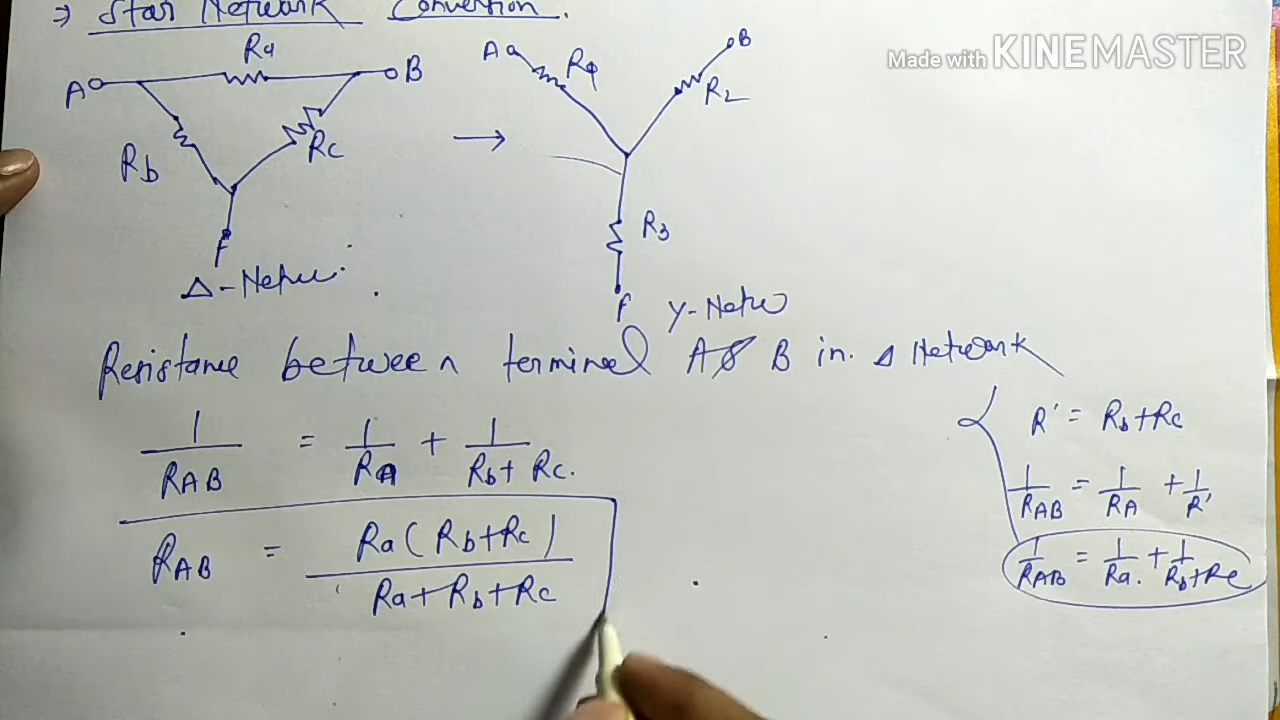 ⇒ Star Network Convertion.
Made with KINEMASTER
A Ra B
Rb Rc
Δ-Netw
→
A R1 B
R2
R3
Y-Netw
Resistance between terminal A & B in Δ Network
1/RAB = 1/RA + 1/Rb+Rc.
RAB = Ra(Rb+Rc)/Ra+Rb+Rc
R' = Rb+Rc
1/RAB = 1/RA + 1/R'
1/RAB = 1/Ra. + 1/Rb+Rc